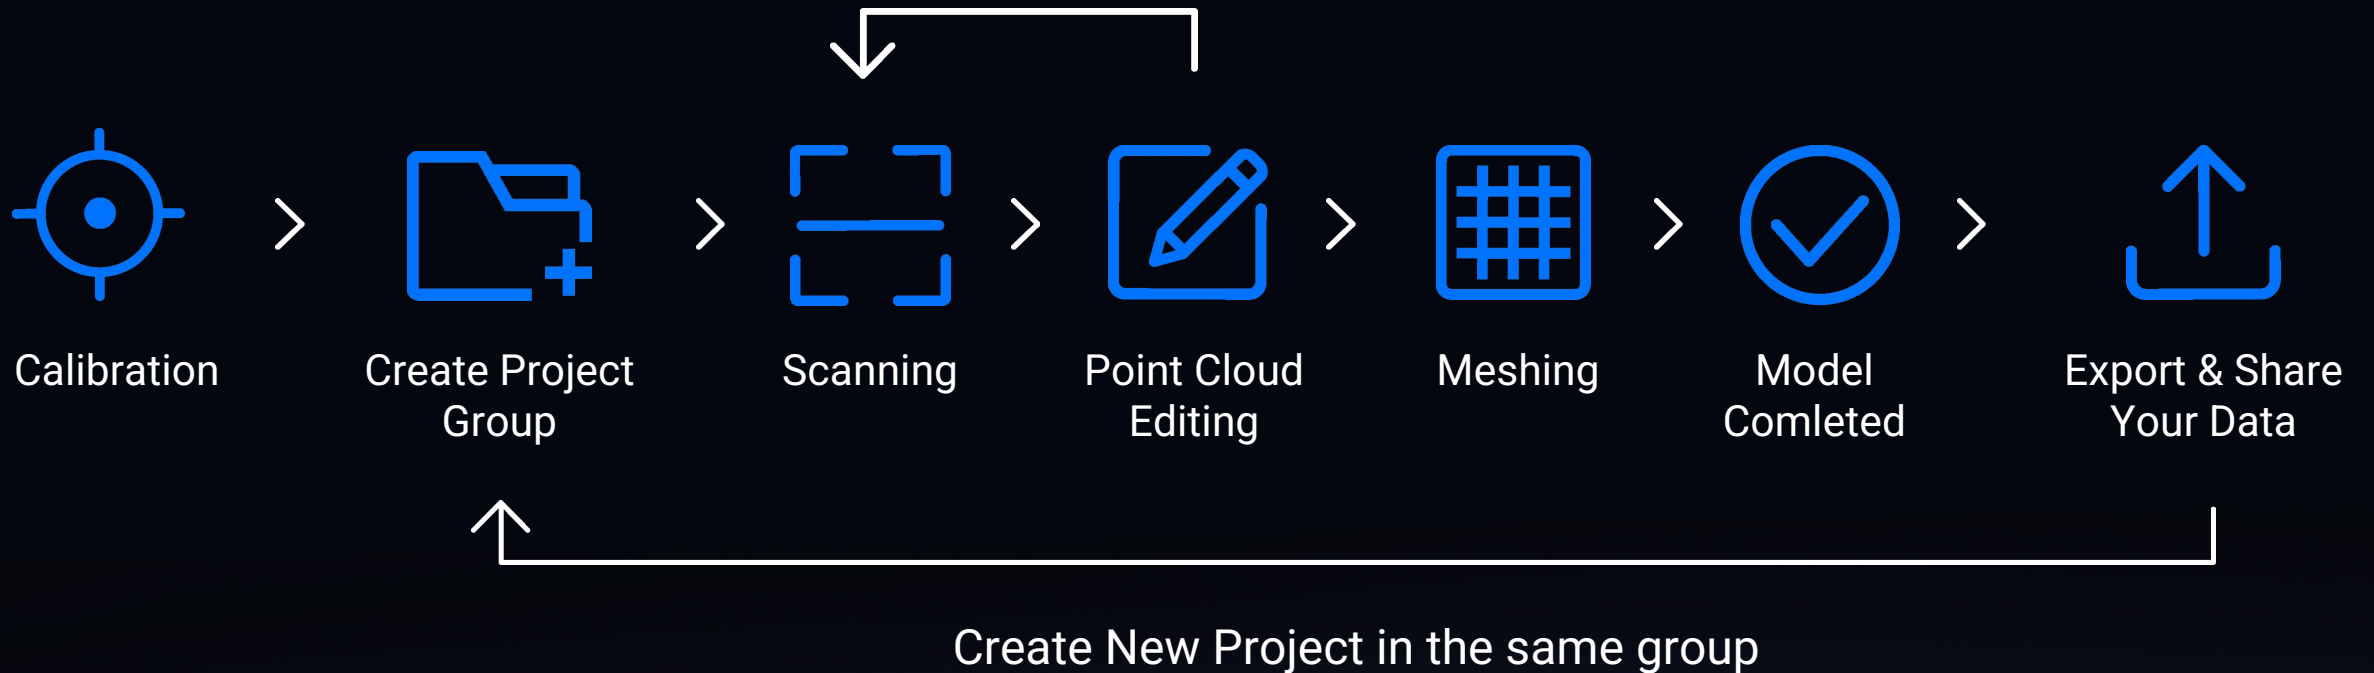 Calibration
Create Project
Group
Scanning
Point Cloud
Editing
Meshing
Model
Comleted
Export & Share
Your Data
Create New Project in the same group